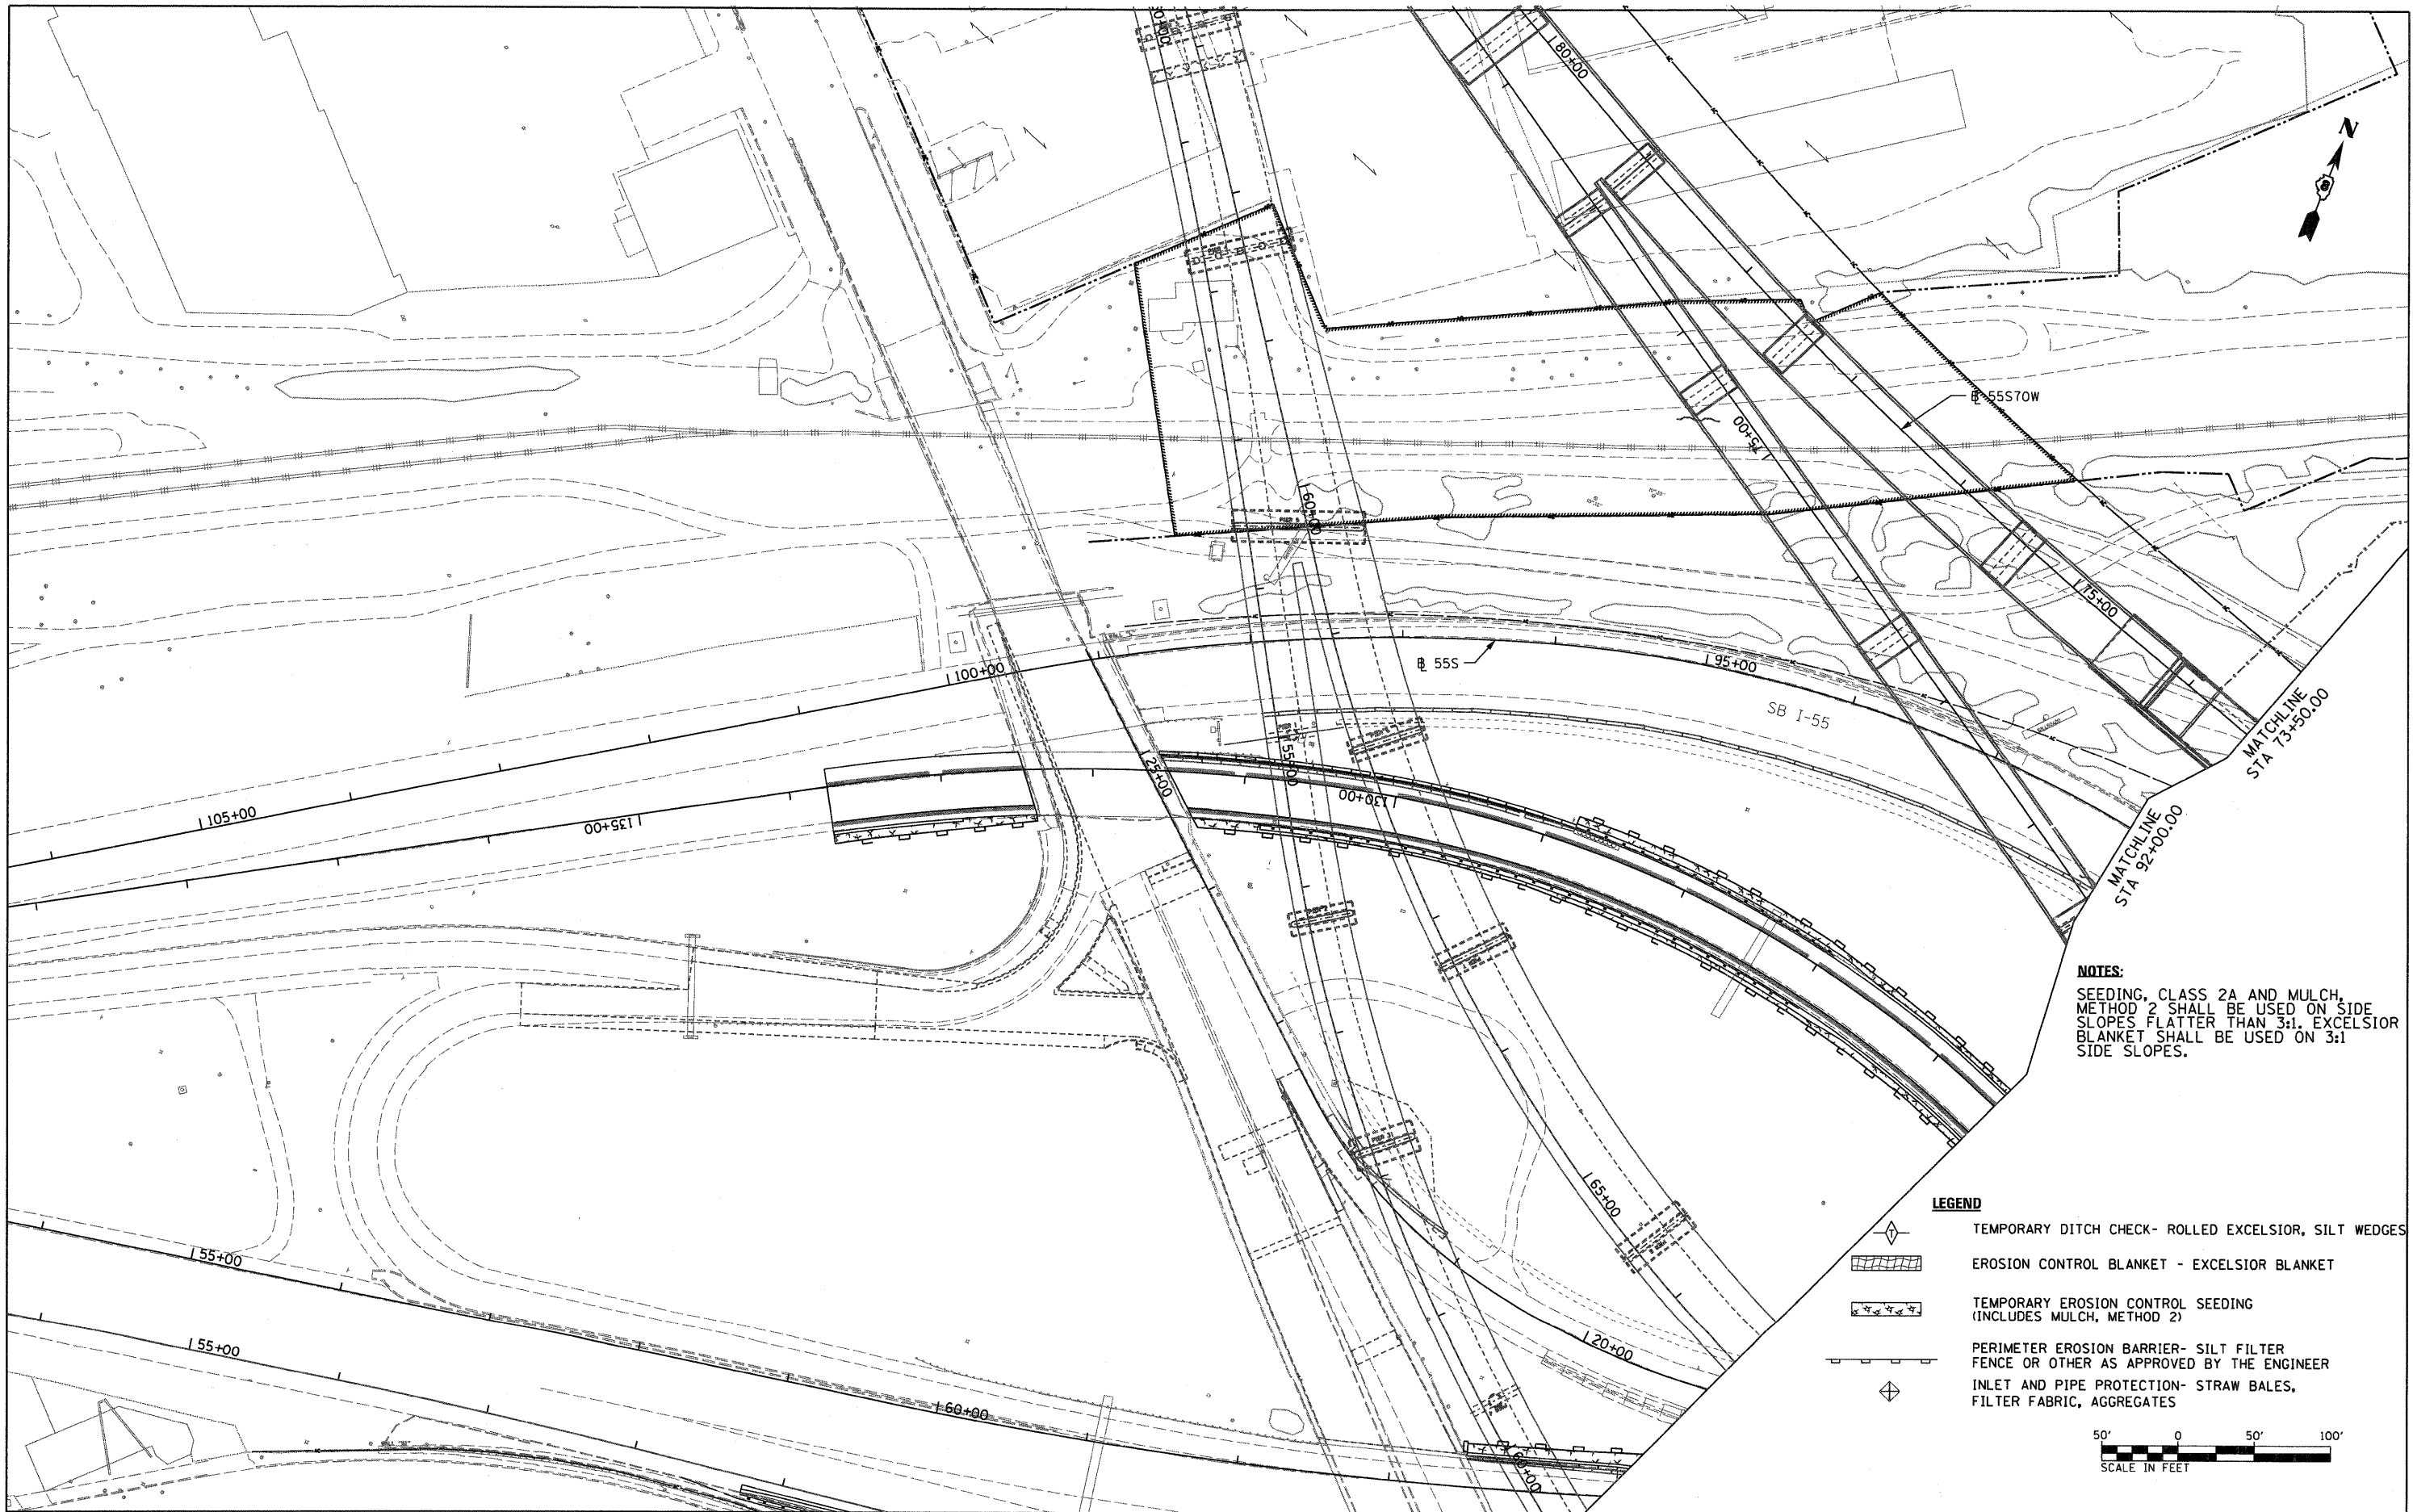 80+00
N
℄ 55S70W
75+00
60+00
75+00
PIER 5
℄ 55S
95+00
100+00
SB I-55
MATCHLINE
STA 73+50.00
25+00
55+00
130+00
105+00
135+00
MATCHLINE
STA 92+00.00
NOTES:
SEEDING, CLASS 2A AND MULCH,
METHOD 2 SHALL BE USED ON SIDE
SLOPES FLATTER THAN 3:1. EXCELSIOR
BLANKET SHALL BE USED ON 3:1
SIDE SLOPES.
65+00
LEGEND
T
TEMPORARY DITCH CHECK- ROLLED EXCELSIOR, SILT WEDGES
55+00
EROSION CONTROL BLANKET - EXCELSIOR BLANKET
TEMPORARY EROSION CONTROL SEEDING
(INCLUDES MULCH, METHOD 2)
20+00
55+00
PERIMETER EROSION BARRIER- SILT FILTER
FENCE OR OTHER AS APPROVED BY THE ENGINEER
INLET AND PIPE PROTECTION- STRAW BALES,
FILTER FABRIC, AGGREGATES
60+00
60+00
50' 0 50' 100'
SCALE IN FEET